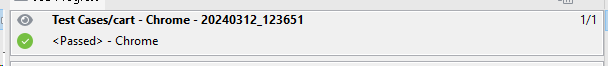 Test Cases/cart - Chrome - 20240312_123651 1/1
<Passed> - Chrome